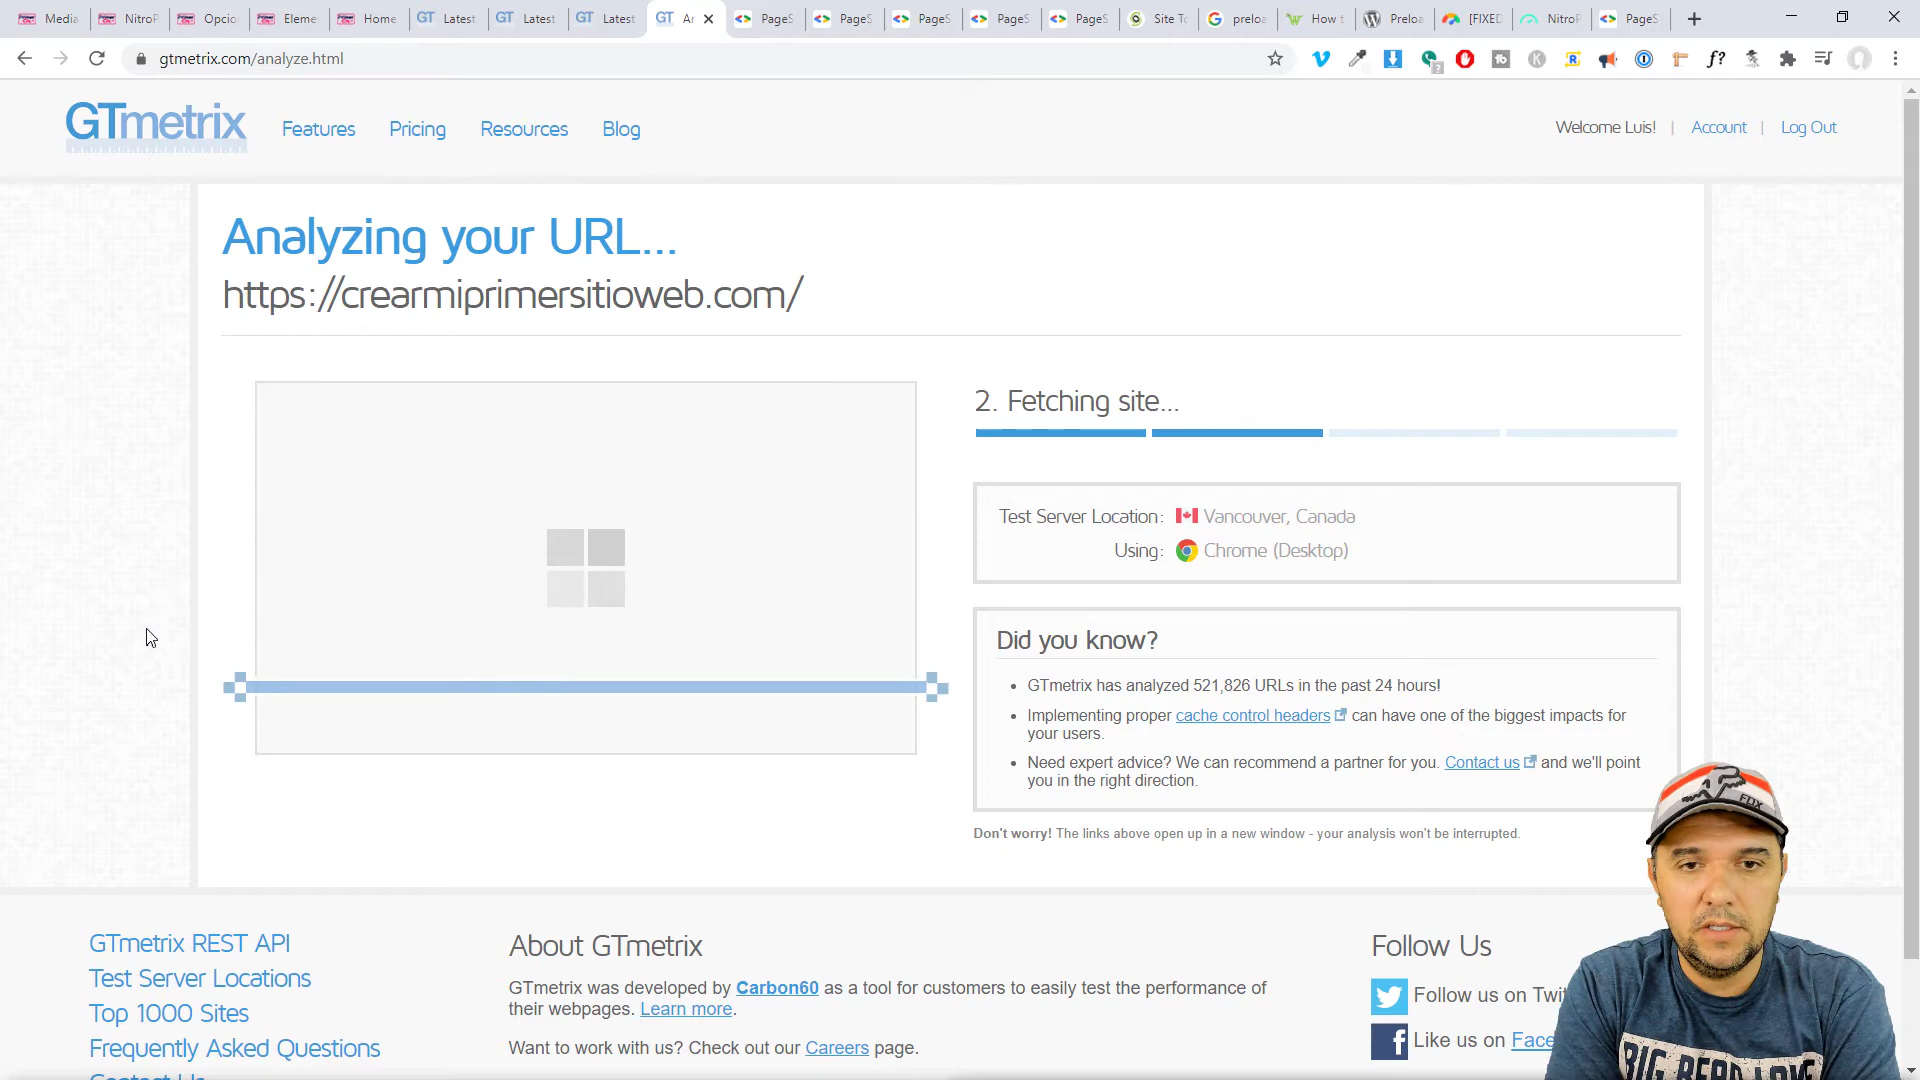 Media
NitroP
Opcio
Eleme
Home
GT Latest
GT Latest
GT Latest
GT
PageS
PageS
PageS
PageS
PageS
Site To
preloa
How t
Preloa
[FIXED
NitroP
PageS
gtmetrix.com/analyze.html
GTmetrix
Features
Pricing
Resources
Blog
Welcome Luis! | Account | Log Out
Analyzing your URL...
https://crearmiprimersitioweb.com/
2. Fetching site...
Test Server Location: Vancouver, Canada
Using: Chrome (Desktop)
Did you know?
• GTmetrix has analyzed 521,826 URLs in the past 24 hours!
• Implementing proper cache control headers can have one of the biggest impacts for
your users.
• Need expert advice? We can recommend a partner for you. Contact us and we'll point
you in the right direction.
Don't worry! The links above open up in a new window - your analysis won't be interrupted.
GTmetrix REST API
Test Server Locations
Top 1000 Sites
Frequently Asked Questions
About GTmetrix
GTmetrix was developed by Carbon60 as a tool for customers to easily test the performance of
their webpages. Learn more.
Want to work with us? Check out our Careers page.
Follow Us
Follow us on Twit
Like us on Face
FOX
BIG